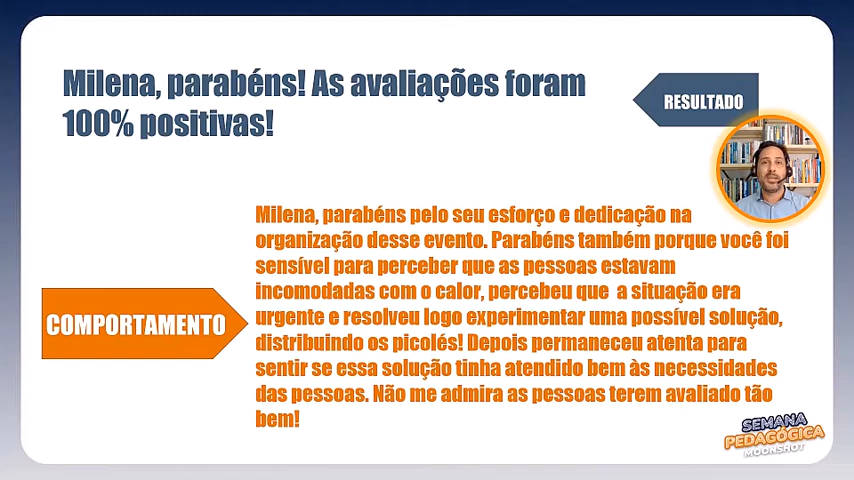 Milena, parabéns! As avaliações foram
100% positivas!
RESULTADO
Milena, parabéns pelo seu esforço e dedicação na
organização desse evento. Parabéns também porque você foi
sensível para perceber que as pessoas estavam
incomodadas com o calor, percebeu que  a situação era
urgente e resolveu logo experimentar uma possível solução,
distribuindo os picolés! Depois permaneceu atenta para
sentir se essa solução tinha atendido bem às necessidades
das pessoas. Não me admira as pessoas terem avaliado tão
bem!
COMPORTAMENTO
SEMANA
PEDAGÓGICA
MOONSHOT